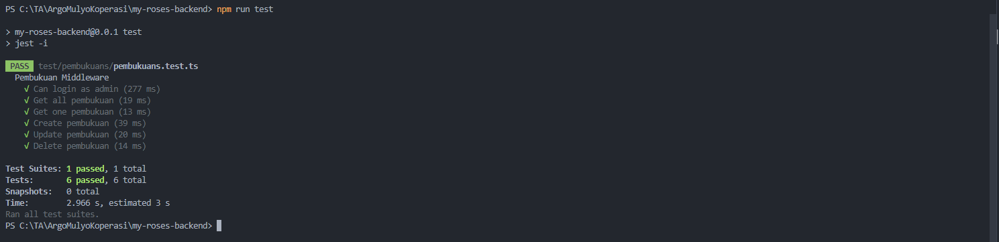 PS C:\TA\ArgoMulyoKoperasi\my-roses-backend> npm run test
> my-roses-backend@0.0.1 test
> jest -i
PASS test/pembukuans/pembukuans.test.ts
Pembukuan Middleware
√ Can login as admin (277 ms)
√ Get all pembukuan (19 ms)
√ Get one pembukuan (13 ms)
√ Create pembukuan (39 ms)
√ Update pembukuan (20 ms)
√ Delete pembukuan (14 ms)
Test Suites: 1 passed, 1 total
Tests: 6 passed, 6 total
Snapshots: 0 total
Time: 2.966 s, estimated 3 s
Ran all test suites.
PS C:\TA\ArgoMulyoKoperasi\my-roses-backend>